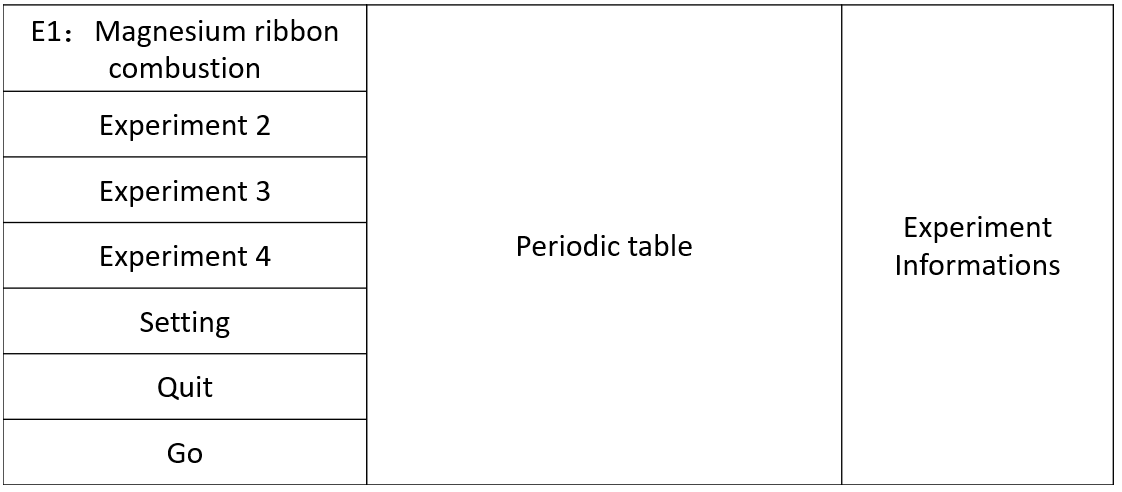 E1： Magnesium ribbon
combustion
Experiment 2
Experiment 3
Experiment 4
Setting
Quit
Go
Periodic table
Experiment
Informations